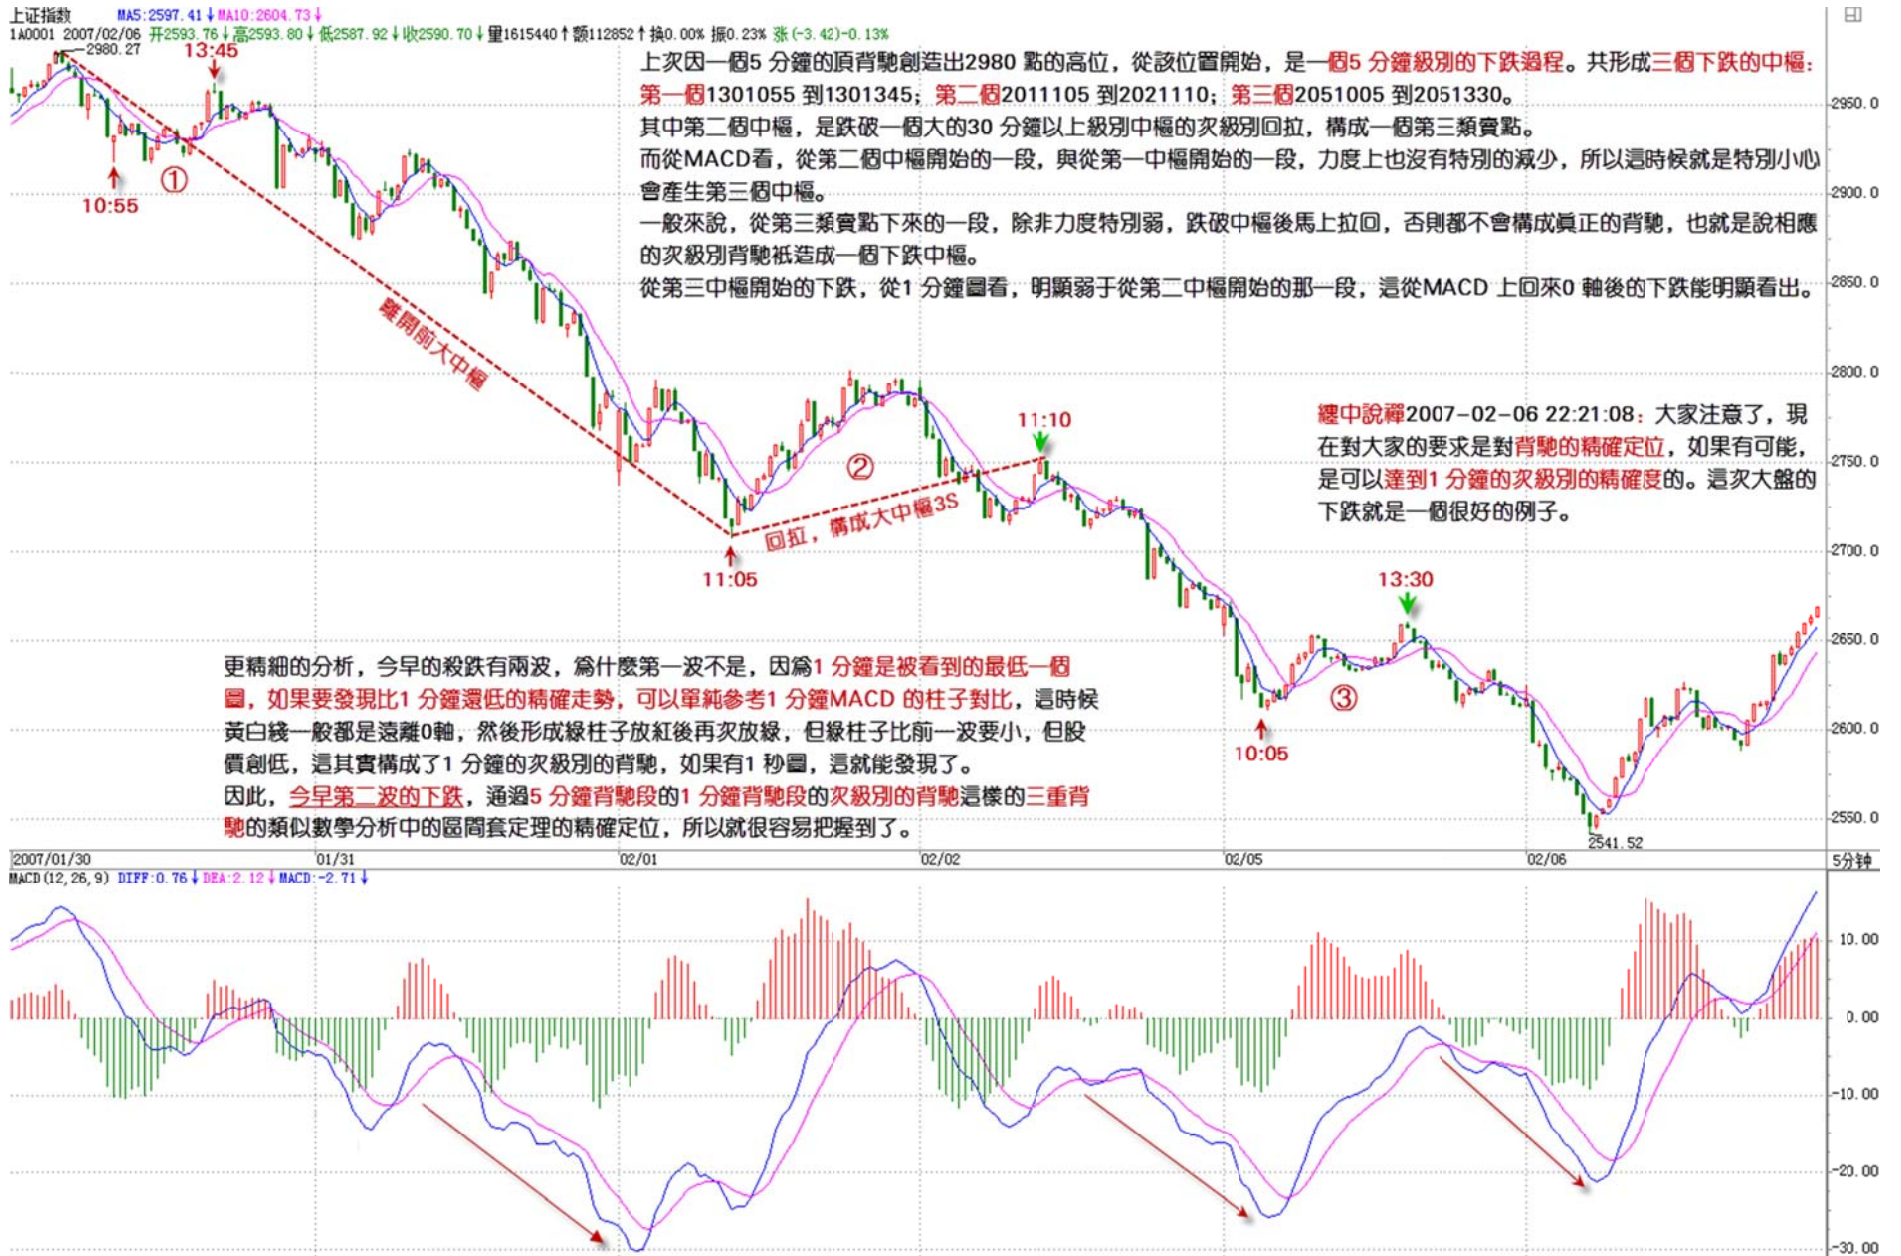 上证指数 MA5:2597.41↓MA10:2604.73↓
1A0001 2007/02/06 开2593.76↓高2593.80↓低2587.92↓收2590.70↓量1615440↑额112852↑换0.00% 振0.23% 涨(-3.42)-0.13%
2980.27
13:45
上次因一個5 分鐘的頂背馳創造出2980 點的高位，從該位置開始，是一個5 分鐘級別的下跌過程。共形成三個下跌的中樞：
第一個1301055 到1301345；第二個2011105 到2021110；第三個2051005 到2051330。
其中第二個中樞，是跌破一個大的30 分鐘以上級別中樞的次級別回拉，構成一個第三類賣點。
而從MACD看，從第二個中樞開始的一段，與從第一中樞開始的一段，力度上也沒有特別的減少，所以這時候就是特別小心
會產生第三個中樞。
一般來說，從第三類賣點下來的一段，除非力度特別弱，跌破中樞後馬上拉回，否則都不會構成眞正的背馳，也就是說相應
的次級別背馳衹造成一個下跌中樞。
從第三中樞開始的下跌，從1 分鐘圖看，明顯弱于從第二中樞開始的那一段，這從MACD 上回來0 軸後的下跌能明顯看出。
2950.0
2900.0
2850.0
2800.0
2750.0
2700.0
2650.0
2600.0
2550.0
①
10:55
離開前大中樞
11:10
②
回拉，構成大中樞3S
11:05
纏中說禪2007-02-06 22:21:08：大家注意了，現
在對大家的要求是對背馳的精確定位，如果有可能，
是可以達到1 分鐘的次級別的精確度的。這次大盤的
下跌就是一個很好的例子。
13:30
③
10:05
更精細的分析，今早的殺跌有兩波，爲什麼第一波不是，因爲1 分鐘是被看到的最低一個
圖，如果要發現比1 分鐘還低的精確走勢，可以單純參考1 分鐘MACD 的柱子對比，這時候
黃白綫一般都是遠離0軸，然後形成綠柱子放紅後再次放綠，但綠柱子比前一波要小，但股
價創低，這其實構成了1 分鐘的次級別的背馳，如果有1 秒圖，這就能發現了。
因此，今早第二波的下跌，通過5 分鐘背馳段的1 分鐘背馳段的次級別的背馳這樣的三重背
馳的類似數學分析中的區間套定理的精確定位，所以就很容易把握到了。
2541.52
2007/01/30 01/31 02/01 02/02 02/05 02/06 5分钟
MACD(12,26,9) DIFF:0.76↓DEA:2.12↓MACD:-2.71↓
10.00
0.00
-10.00
-20.00
-30.00